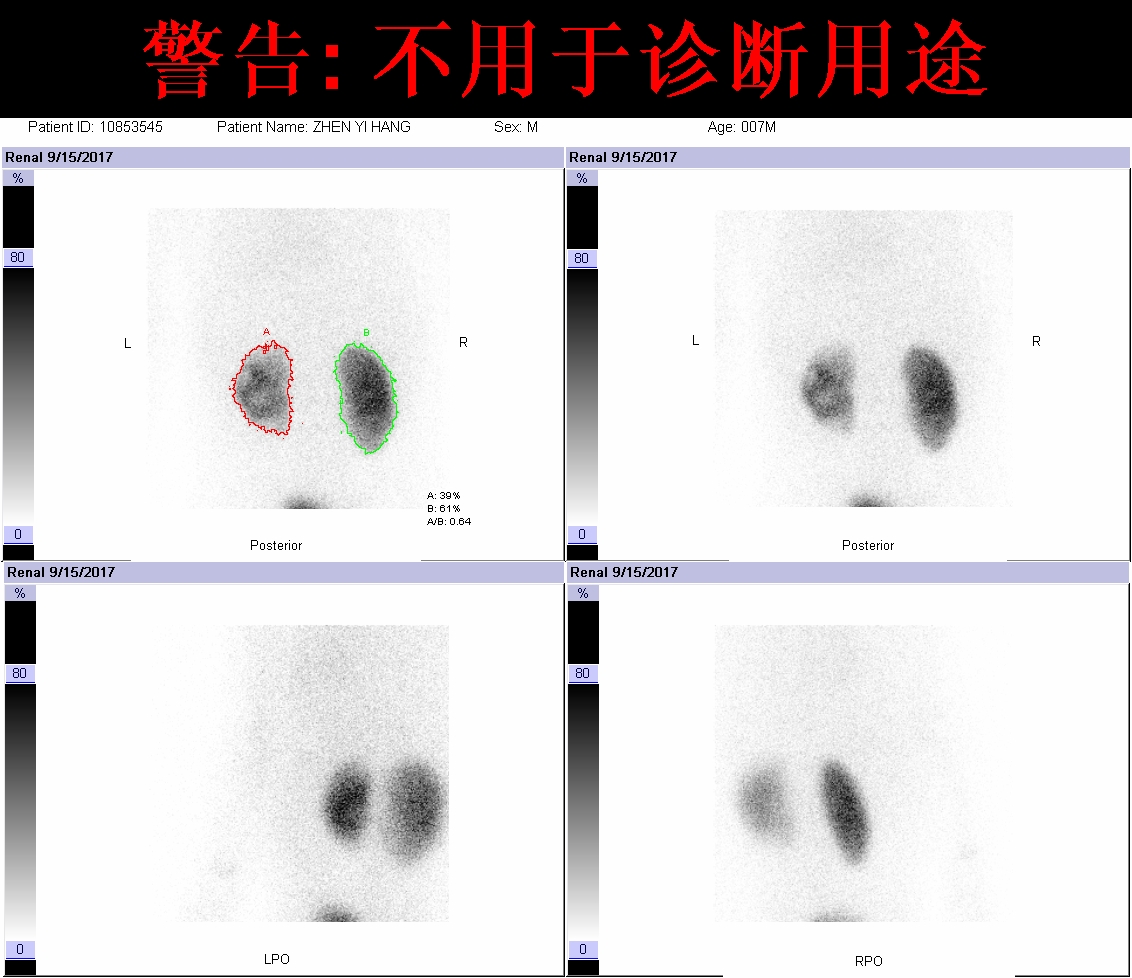 警告: 不用于诊断用途
Patient ID: 10853545 Patient Name: ZHEN YI HANG Sex: M Age: 007M
Renal 9/15/2017
%
80
0
L
A
B
R
A: 39%
B: 61%
A/B: 0.64
Posterior
Renal 9/15/2017
%
80
0
L
R
Posterior
Renal 9/15/2017
%
80
0
LPO
Renal 9/15/2017
%
80
0
RPO